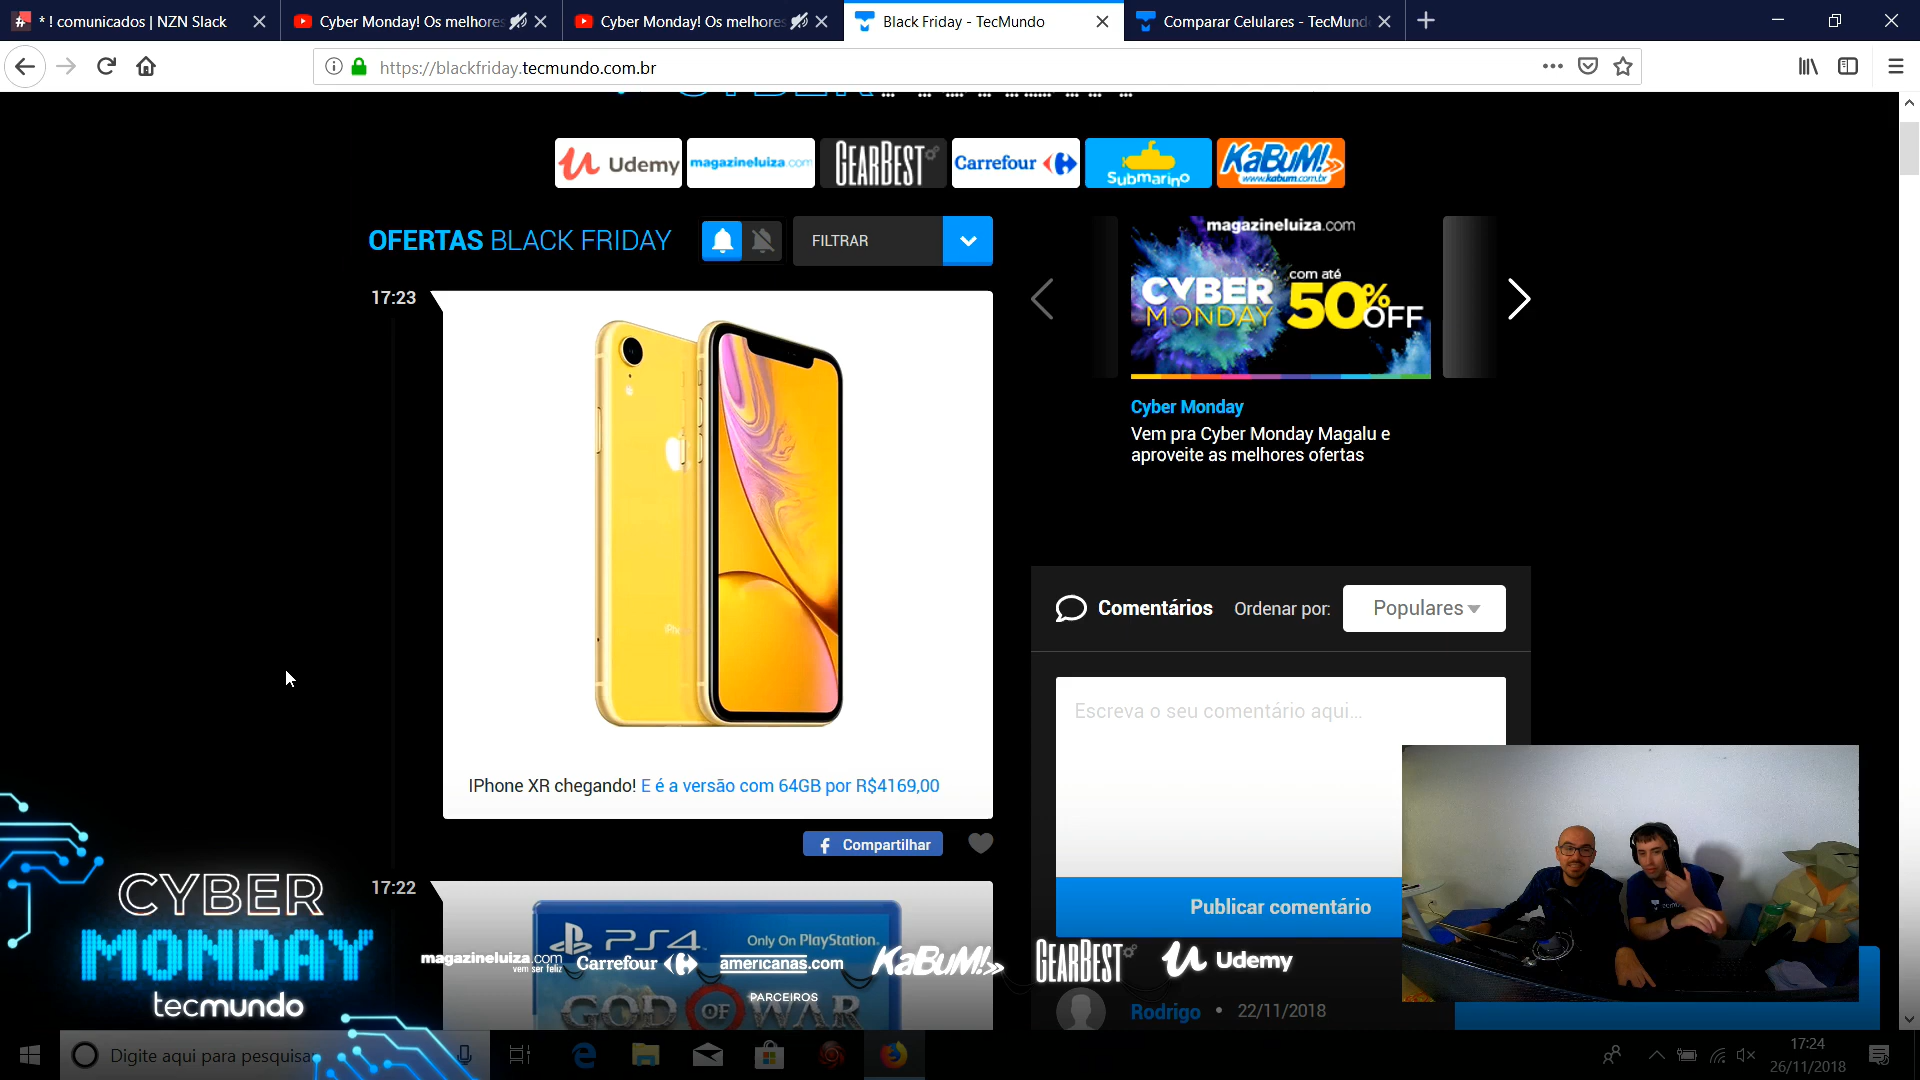 * ! comunicados | NZN Slack
Cyber Monday! Os melhores
Cyber Monday! Os melhores
Black Friday - TecMundo
Comparar Celulares - TecMund
https://blackfriday.tecmundo.com.br
Udemy
magazineluiza.com
GEARBEST
Carrefour
Submarino
KaBuM!
www.kabum.com.br
OFERTAS BLACK FRIDAY
FILTRAR
magazineluiza.com
CYBER
MONDAY
com até
50% OFF
17:23
Cyber Monday
Vem pra Cyber Monday Magalu e
aproveite as melhores ofertas
Comentários
Ordenar por:
Populares
Escreva o seu comentário aqui...
IPhone XR chegando! E é a versão com 64GB por R$4169,00
Compartilhar
17:22
Publicar comentário
PS4
Only On PlayStation.
GOD OF WAR
CYBER
MONDAY
tecmundo
magazineluiza.com
vem ser feliz
Carrefour
americanas.com
KaBuM!
GEARBEST
Udemy
PARCEIROS
Rodrigo • 22/11/2018
Digite aqui para pesquisar
17:24
26/11/2018